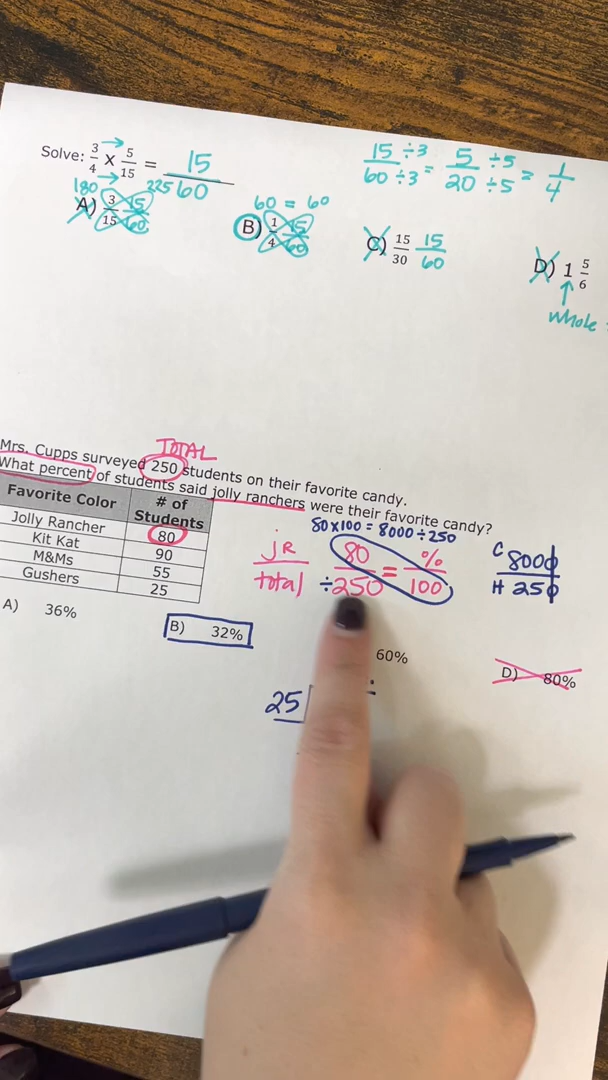 Solve: 3/4 x 5/15 = 15/60
15/60 ÷3/÷3 = 5/20 ÷5/÷5 = 1/4
180 225
A) 3/15 15/60
60 = 60
B) 1/4 15/60
C) 15/30 15/60
D) 1 5/6
whole
TOTAL
Mrs. Cupps surveyed 250 students on their favorite candy.
What percent of students said jolly ranchers were their favorite candy?
Favorite Color # of Students
Jolly Rancher 80
Kit Kat 90
M&Ms 55
Gushers 25
80x100 = 8000÷250
JR/total 80/÷250 = %/100
C 8000
H 250
A) 36%
B) 32%
60%
D) 80%
25